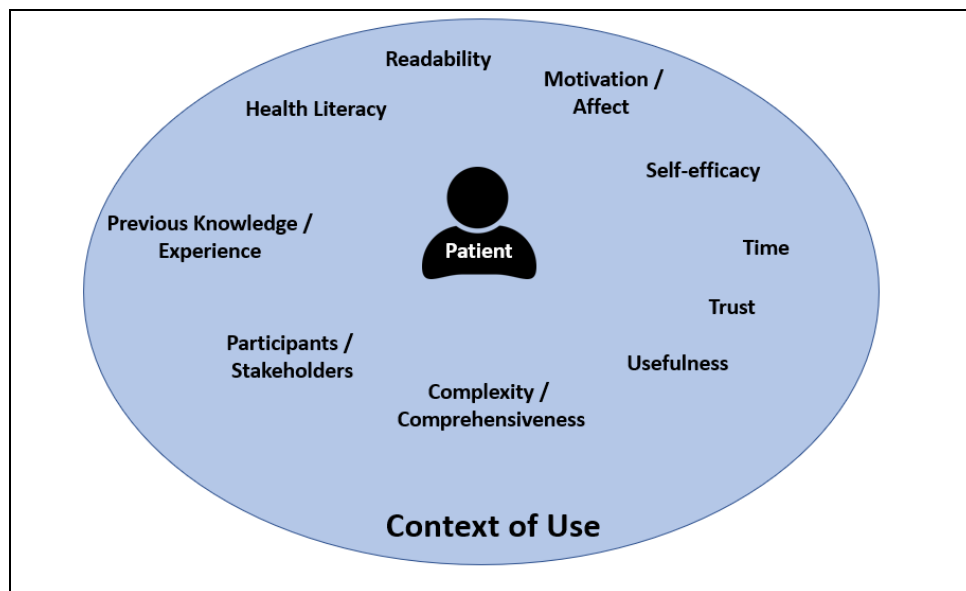 Readability
Motivation /
Affect
Health Literacy
Self-efficacy
Previous Knowledge /
Experience
Patient
Time
Trust
Participants /
Stakeholders
Usefulness
Complexity /
Comprehensiveness
Context of Use